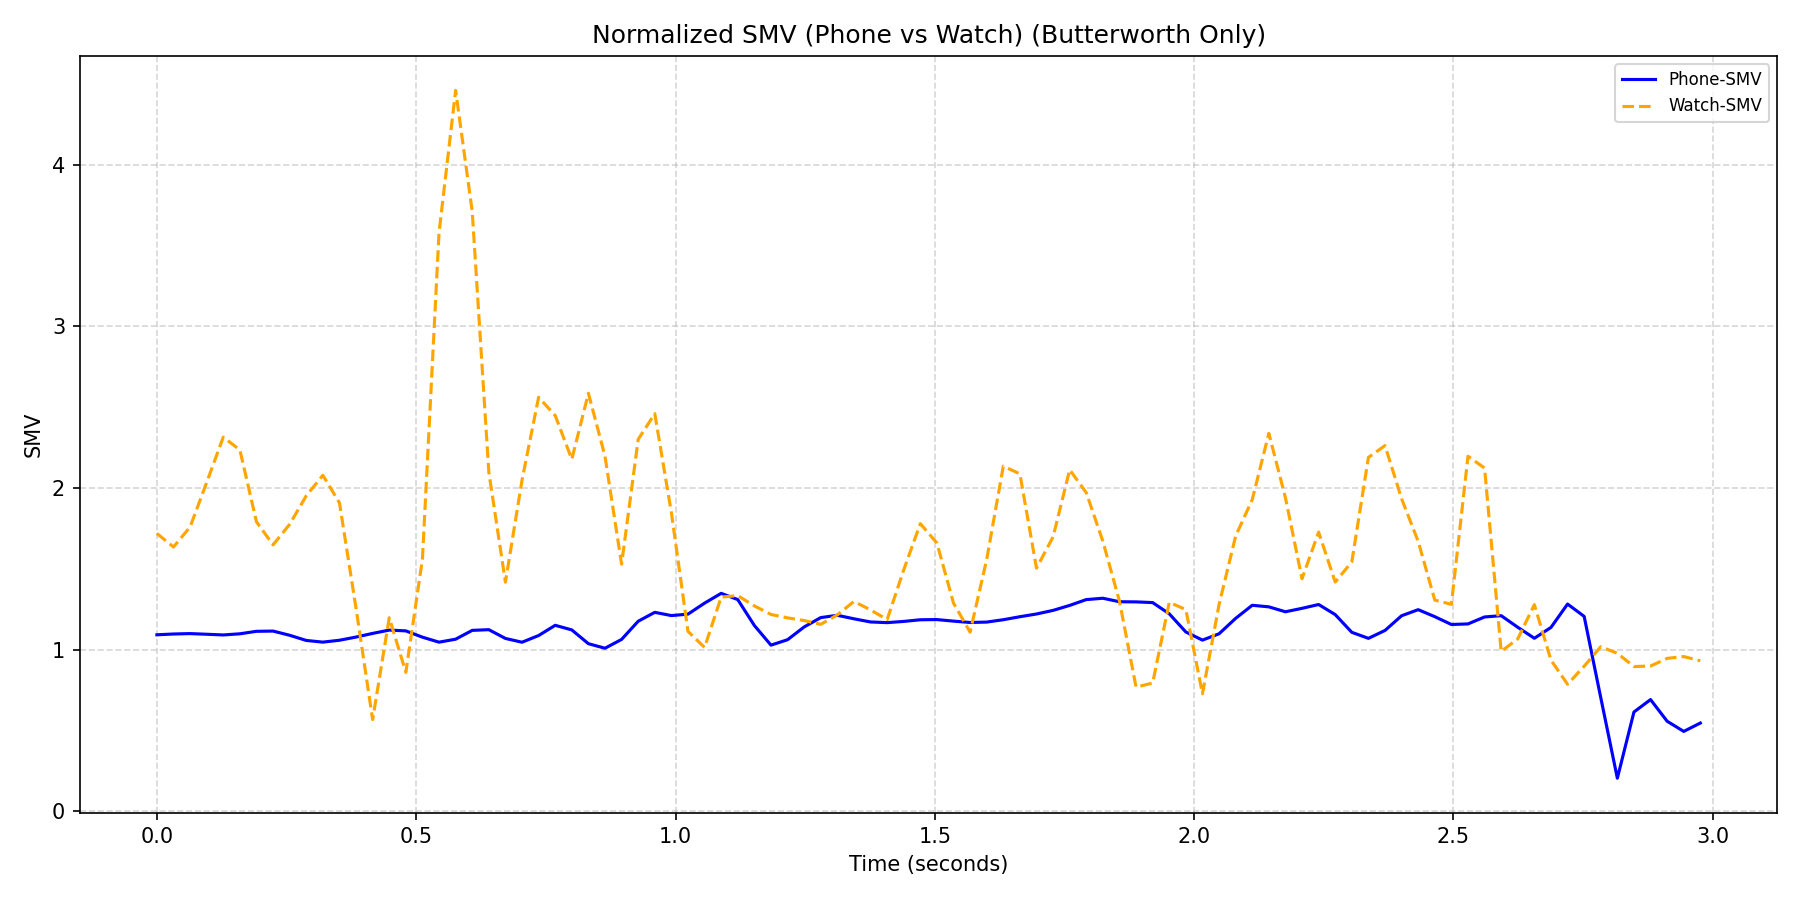 Normalized SMV (Phone vs Watch) (Butterworth Only)
Phone-SMV
Watch-SMV
SMV
4
3
2
1
0
0.0 0.5 1.0 1.5 2.0 2.5 3.0
Time (seconds)